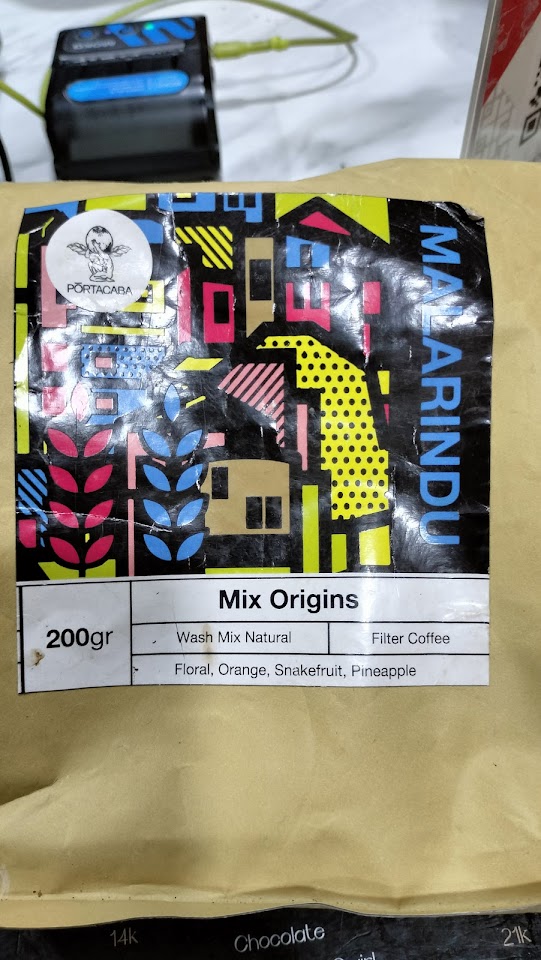 PORTACABA
MALARINDU
Mix Origins
200gr
Wash Mix Natural
Filter Coffee
Floral, Orange, Snakefruit, Pineapple
14k
Chocolate
21k